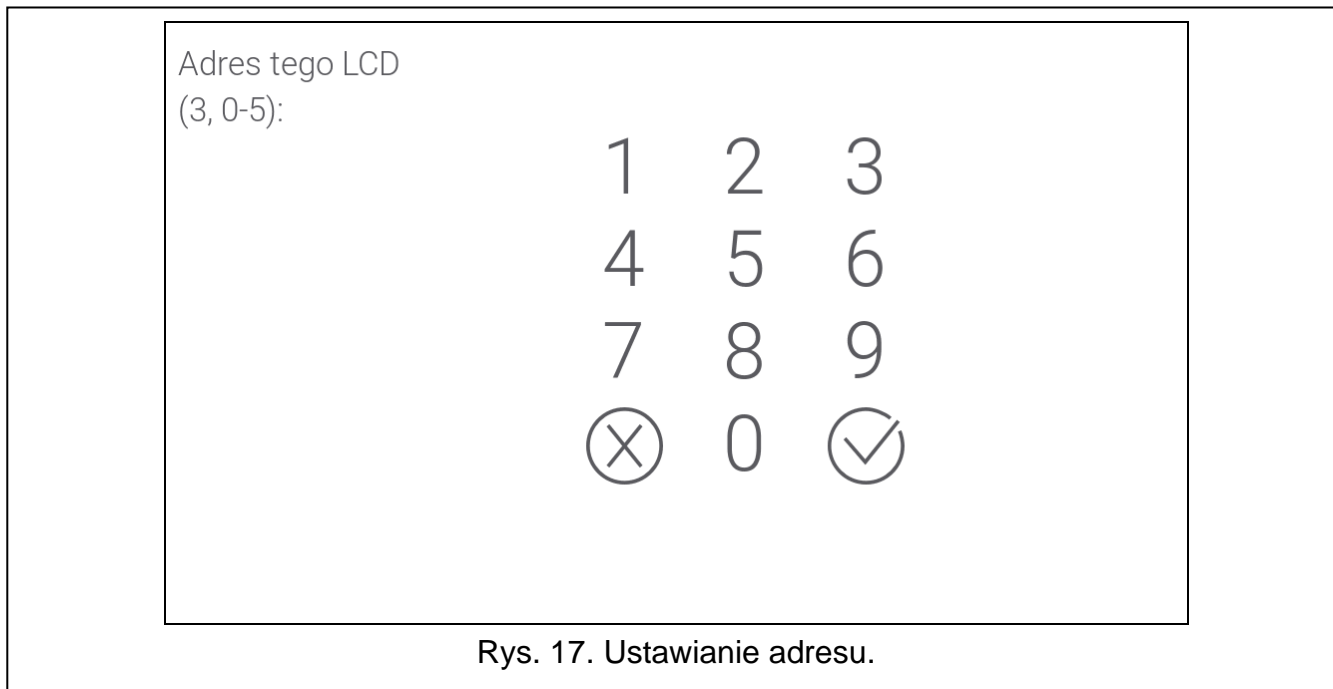 Adres tego LCD
(3, 0-5):
1 2 3
4 5 6
7 8 9
0
Rys. 17. Ustawianie adresu.